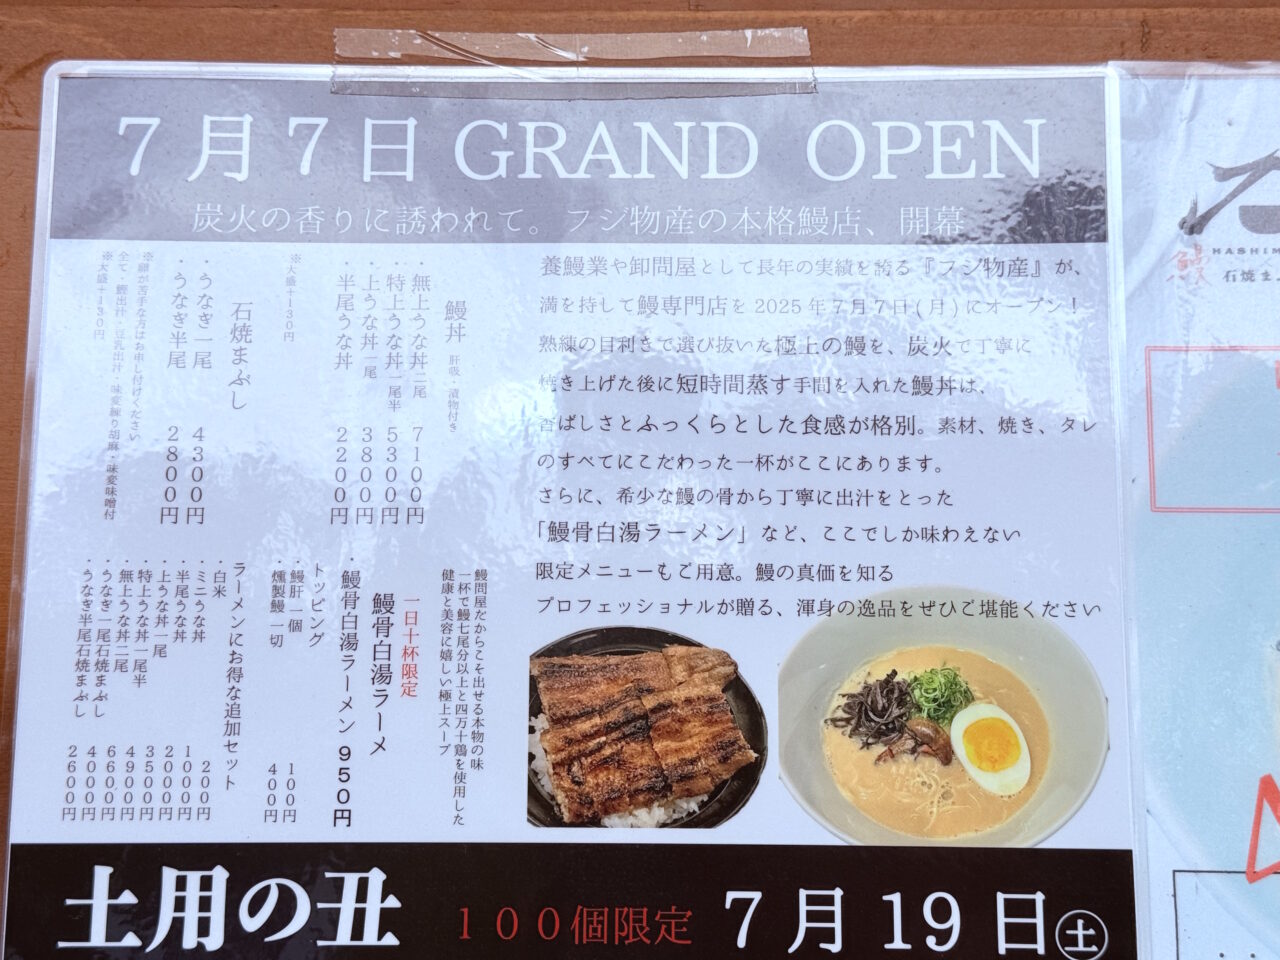 7月7日 GRAND OPEN
炭火の香りに誘われて。フジ物産の本格鰻店、開幕
養鰻業や卸問屋として長年の実績を誇る『フジ物産』が、
満を持して鰻専門店を 2025 年 7 月 7 日 ( 月 ) にオープン！
熟練の目利きで選び抜いた極上の鰻を、炭火で丁寧に
焼き上げた後に短時間蒸す手間を入れた鰻丼は、
香ばしさとふっくらとした食感が格別。素材、焼き、タレ
のすべてにこだわった一杯がここにあります。
さらに、希少な鰻の骨から丁寧に出汁をとった
「鰻骨白湯ラーメン」など、ここでしか味わえない
限定メニューもご用意。鰻の真価を知る
プロフェッショナルが贈る、渾身の逸品をぜひご堪能ください
鰻丼 肝吸・漬物付き
・無上うな丼二尾 7100円
・特上うな丼一尾半 5300円
・上うな丼一尾 3800円
・半尾うな丼 2200円
※大盛＋130円
石焼まぶし
・うなぎ一尾 4300円
・うなぎ半尾 2800円
※鰻が苦手な方はお申し付けください
全て・鰹出汁・豆乳出汁・味変練り胡麻・味変味噌付
※大盛＋130円
鰻問屋だからこそ出せる本物の味
一杯で鰻七尾分以上と四万十鶏を使用した
健康と美容に嬉しい極上スープ
一日十杯限定
鰻骨白湯ラーメ
・鰻骨白湯ラーメン 950円
トッピング
・鰻肝 一個 100円
・燻製鰻 一切 400円
ラーメンにお得な追加セット
・白米 200円
・ミニうな丼 1000円
・半尾うな丼 2000円
・上うな丼一尾 3500円
・特上うな丼一尾半 4900円
・無上うな丼二尾 6600円
・うなぎ一尾石焼まぶし 4000円
・うなぎ半尾石焼まぶし 2600円
土用の丑 100個限定 7月19日㊏
HASHIM
鰻
石焼ま